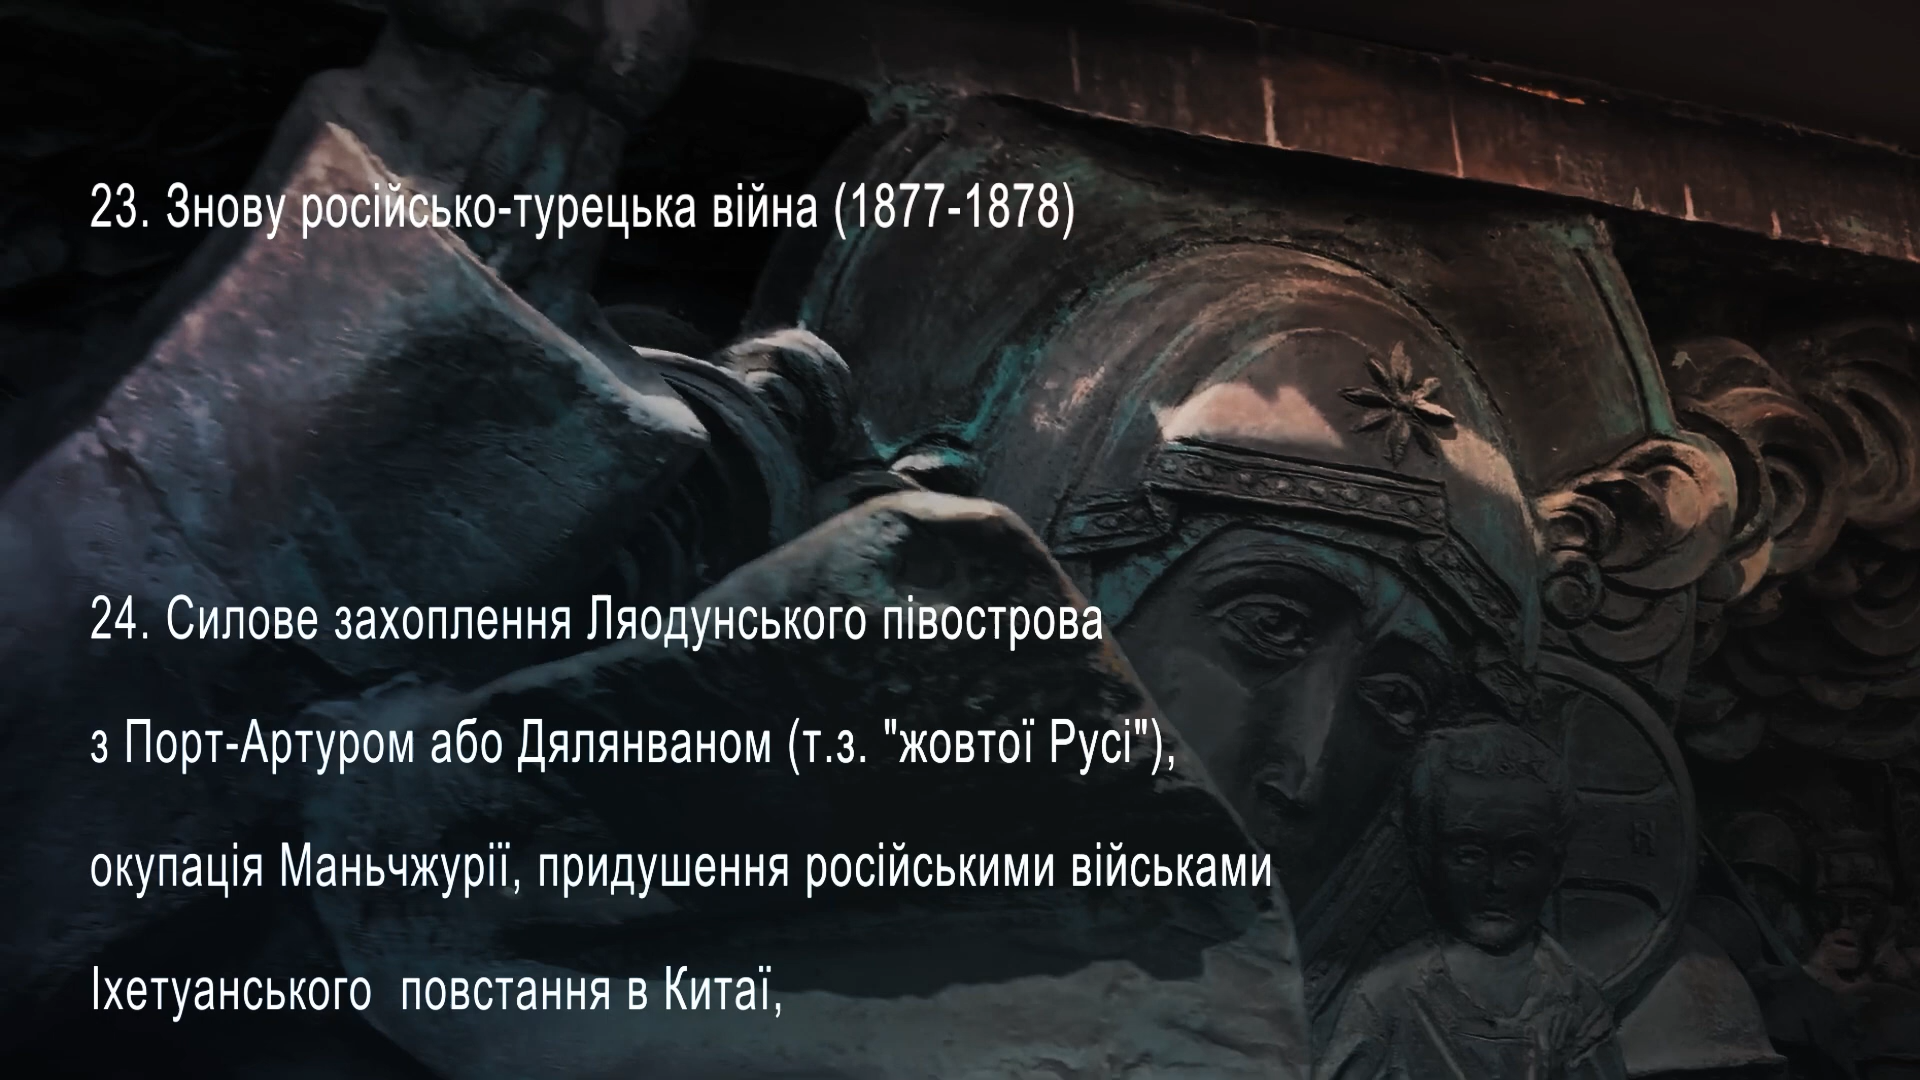 23. Знову російсько-турецька війна (1877-1878)
24. Силове захоплення Ляодунського півострова
з Порт-Артуром або Дялянваном (т.з. "жовтої Русі"),
окупація Маньчжурії, придушення російськими військами
Іхетуанського повстання в Китаї,